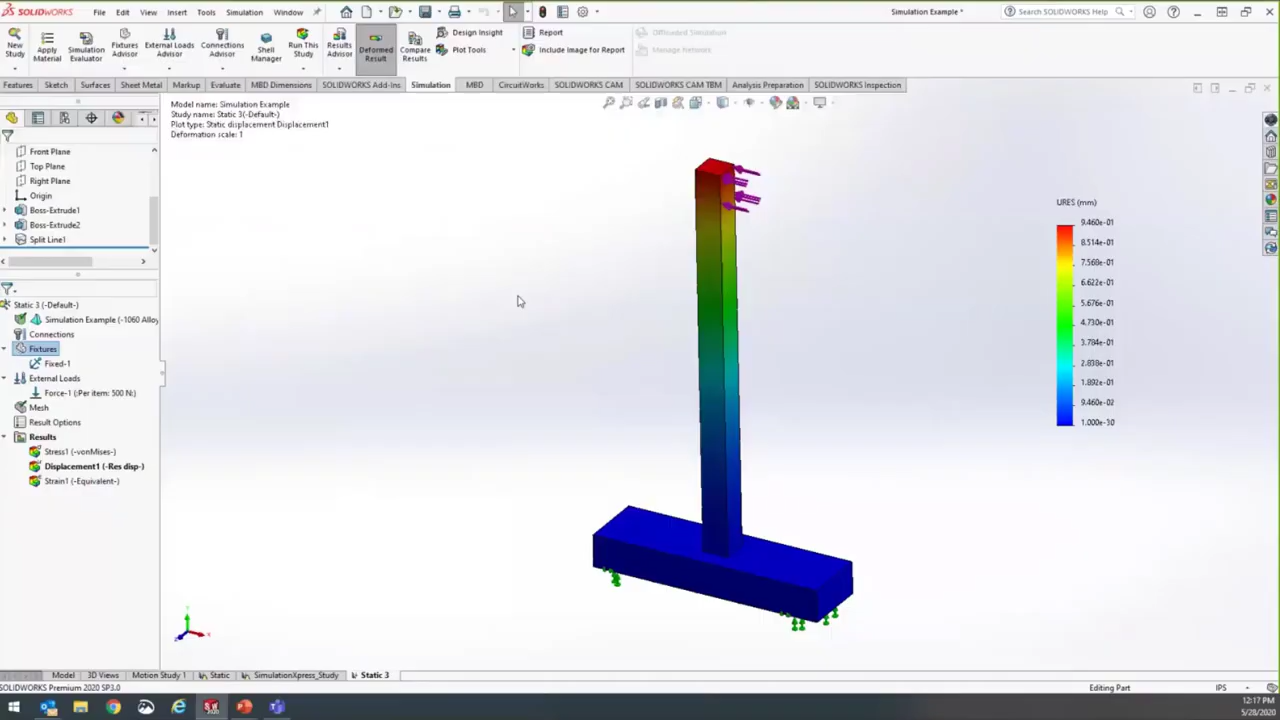 SOLIDWORKS File Edit View Insert Tools Simulation Window Simulation Example * Search SOLIDWORKS Help
New Study
Apply Material
Simulation Evaluator
Fixtures Advisor
External Loads Advisor
Connections Advisor
Shell Manager
Run This Study
Results Advisor
Deformed Result
Compare Results
Design Insight
Plot Tools
Report
Include Image for Report
Offloaded Simulation
Manage Network
Features Sketch Surfaces Sheet Metal Markup Evaluate MBD Dimensions SOLIDWORKS Add-Ins Simulation MBD CircuitWorks SOLIDWORKS CAM SOLIDWORKS CAM TBM Analysis Preparation SOLIDWORKS Inspection
Model name: Simulation Example
Study name: Static 3(-Default-)
Plot type: Static displacement Displacement1
Deformation scale: 1
Front Plane
Top Plane
Right Plane
Origin
Boss-Extrude1
Boss-Extrude2
Split Line1
Static 3 (-Default-)
Simulation Example (-1060 Alloy
Connections
Fixtures
Fixed-1
External Loads
Force-1 (:Per item: 500 N:)
Mesh
Result Options
Results
Stress1 (-vonMises-)
Displacement1 (-Res disp-)
Strain1 (-Equivalent-)
URES (mm)
9.460e-01
8.514e-01
7.568e-01
6.622e-01
5.676e-01
4.730e-01
3.784e-01
2.838e-01
1.892e-01
9.460e-02
1.000e-30
Model 3D Views Motion Study 1 Static SimulationXpress_Study Static 3
SOLIDWORKS Premium 2020 SP3.0 Editing Part IPS
12:17 PM
5/28/2020